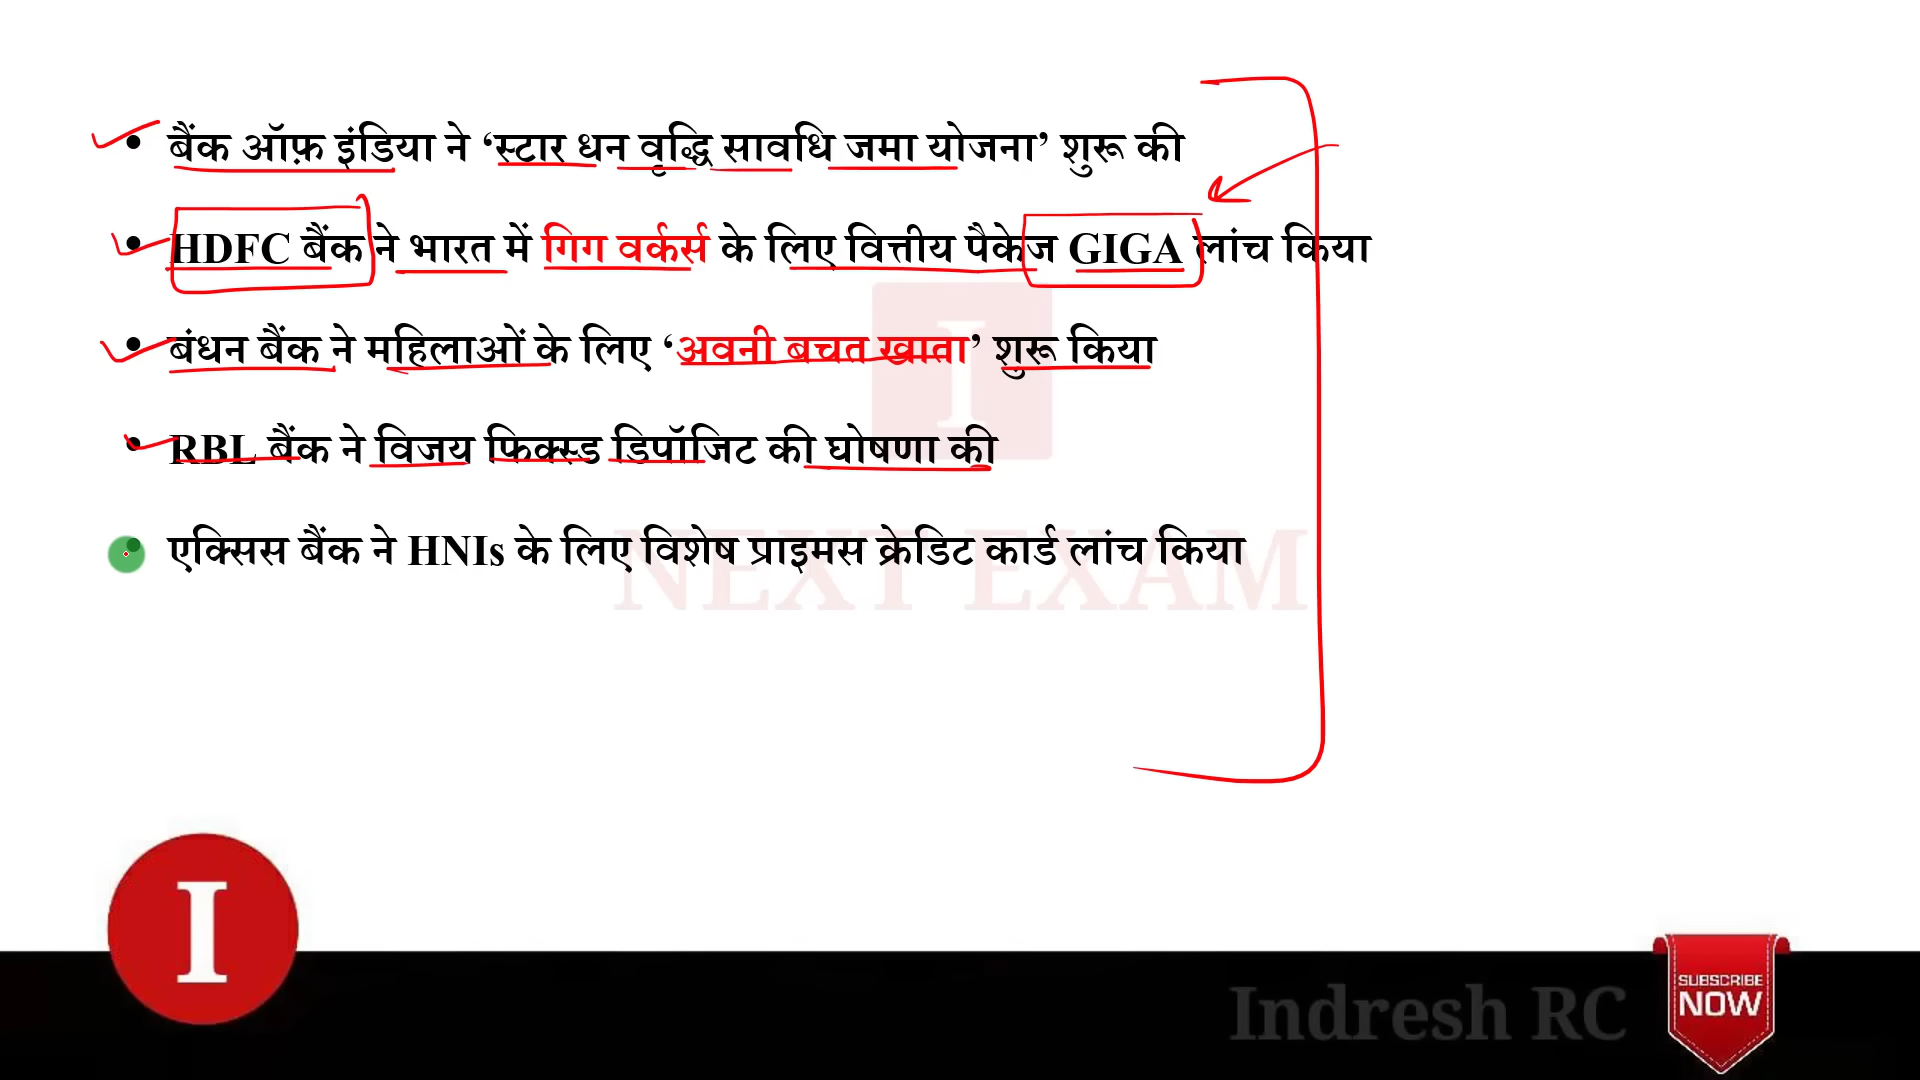 • बैंक ऑफ़ इंडिया ने ‘स्टार धन वृद्धि सावधि जमा योजना’ शुरू की
• HDFC बैंक ने भारत में गिग वर्कर्स के लिए वित्तीय पैकेज GIGA लांच किया
• बंधन बैंक ने महिलाओं के लिए ‘अवनी बचत खाता’ शुरू किया
• RBL बैंक ने विजय फिक्स्ड डिपॉजिट की घोषणा की
• एक्सिस बैंक ने HNIs के लिए विशेष प्राइमस क्रेडिट कार्ड लांच किया
I
NEXT EXAM
I
Indresh RC
SUBSCRIBE
NOW